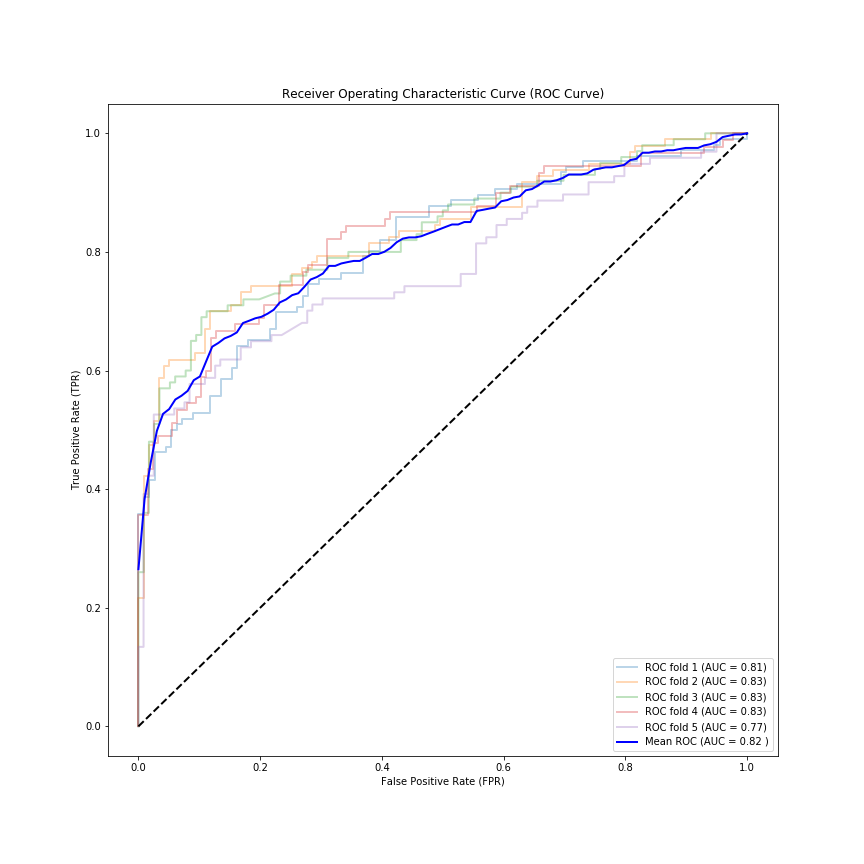 Receiver Operating Characteristic Curve (ROC Curve)
True Positive Rate (TPR)
1.0
0.8
0.6
0.4
0.2
0.0
0.0 0.2 0.4 0.6 0.8 1.0
False Positive Rate (FPR)
ROC fold 1 (AUC = 0.81)
ROC fold 2 (AUC = 0.83)
ROC fold 3 (AUC = 0.83)
ROC fold 4 (AUC = 0.83)
ROC fold 5 (AUC = 0.77)
Mean ROC (AUC = 0.82 )